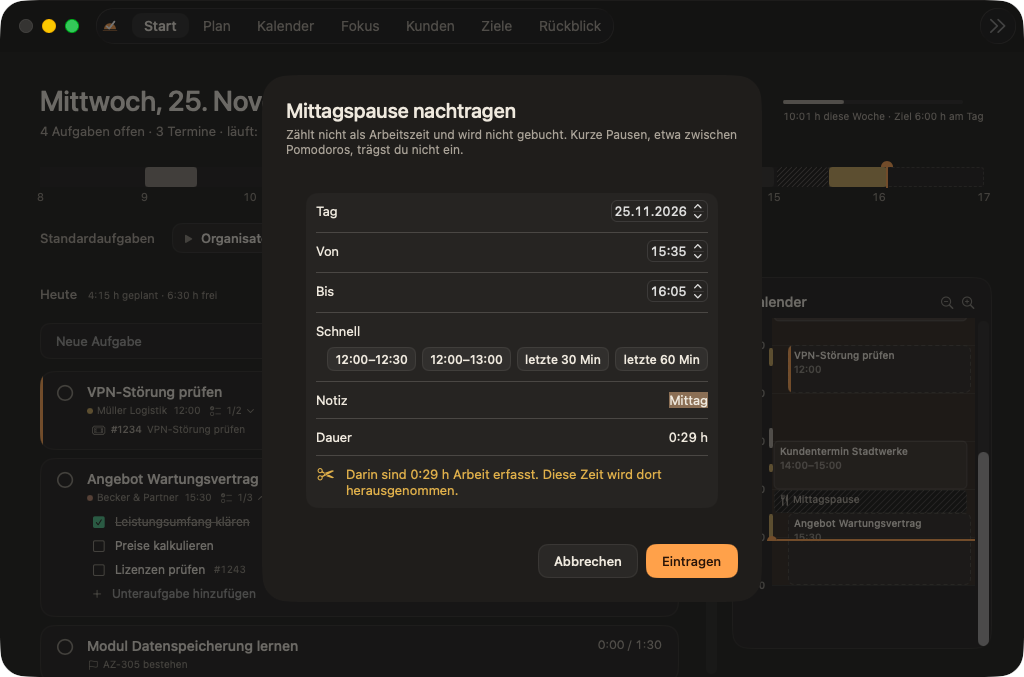 Start Plan Kalender Fokus Kunden Ziele Rückblick
Mittwoch, 25. Nov
4 Aufgaben offen · 3 Termine · läuft:
10:01 h diese Woche · Ziel 6:00 h am Tag
8 9 10 15 16 17
Standardaufgaben Organisat
Heute 4:15 h geplant · 6:30 h frei
Neue Aufgabe
VPN-Störung prüfen
Müller Logistik 12:00 1/2
#1234 VPN-Störung prüfen
Angebot Wartungsvertrag
Becker & Partner 15:30 1/3
Leistungsumfang klären
Preise kalkulieren
Lizenzen prüfen #1243
Unteraufgabe hinzufügen
Modul Datenspeicherung lernen 0:00 / 1:30
AZ-305 bestehen
Mittagspause nachtragen
Zählt nicht als Arbeitszeit und wird nicht gebucht. Kurze Pausen, etwa zwischen
Pomodoros, trägst du nicht ein.
Tag 25.11.2026
Von 15:35
Bis 16:05
Schnell
12:00–12:30 12:00–13:00 letzte 30 Min letzte 60 Min
Notiz Mittag
Dauer 0:29 h
Darin sind 0:29 h Arbeit erfasst. Diese Zeit wird dort
herausgenommen.
Abbrechen Eintragen
alender
VPN-Störung prüfen
12:00
Kundentermin Stadtwerke
14:00–15:00
Mittagspause
Angebot Wartungsvertrag
15:30